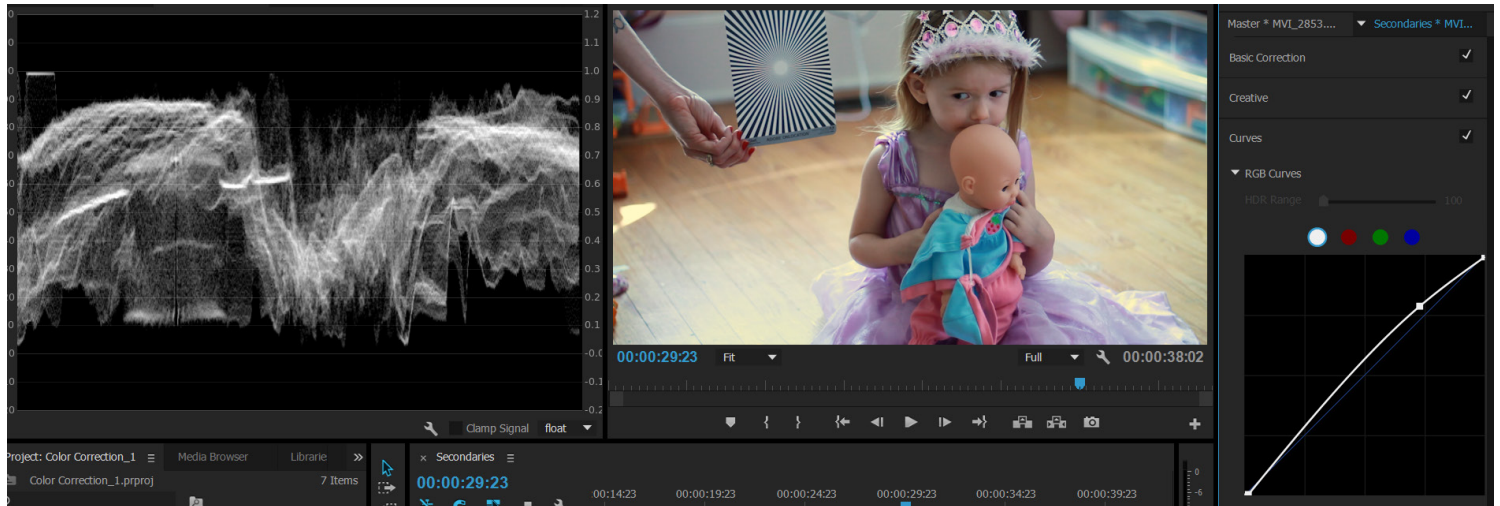 1.2
1.1
1.0
0.9
0.8
0.7
0.6
0.5
0.4
0.3
0.2
0.1
-0.0
-0.1
-0.2
Clamp Signal float
00:00:29:23 Fit Full 00:00:38:02
Master * MVI_2853.... Secondaries * MVI...
Basic Correction
Creative
Curves
RGB Curves
HDR Range 100
Project: Color Correction_1 Media Browser Librarie
Color Correction_1.prproj 7 Items
× Secondaries
00:00:29:23
:00:14:23 00:00:19:23 00:00:24:23 00:00:29:23 00:00:34:23 00:00:39:23
0
-6